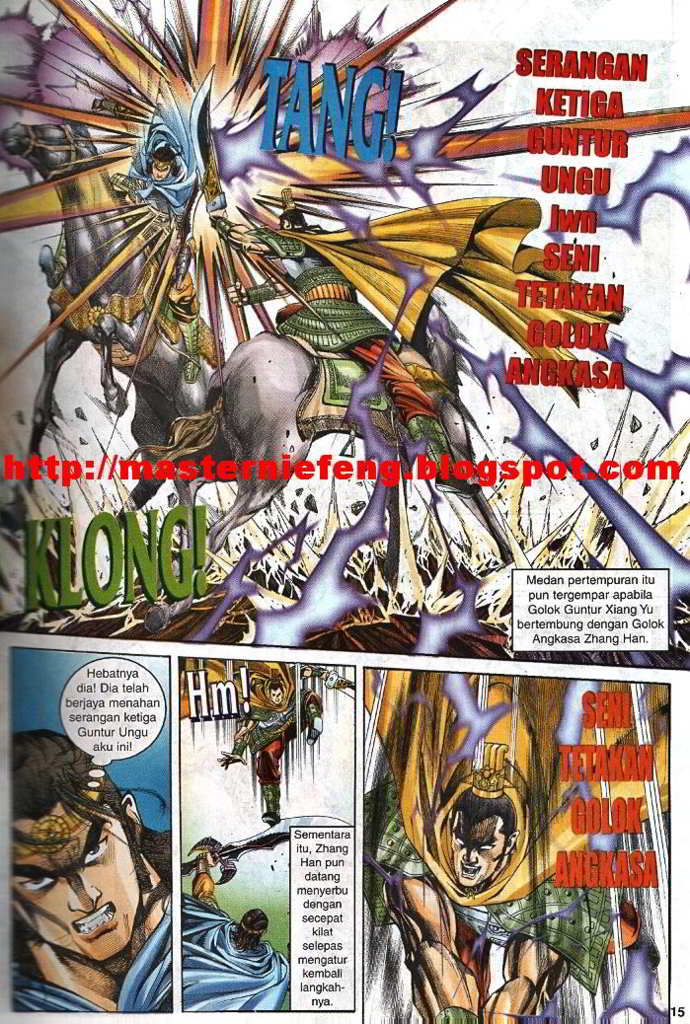 TANG!
SERANGAN
KETIGA
GUNTUR
UNGU
lwn
SENI
TETAKAN
GOLOK
ANGKASA
http://masterniefeng.blogspot.com
KLONG!
Medan pertempuran itu
pun tergempar apabila
Golok Guntur Xiang Yu
bertembung dengan Golok
Angkasa Zhang Han.
Hebatnya
dia! Dia telah
berjaya menahan
serangan ketiga
Guntur Ungu
aku ini!
Hm!
Sementara
itu, Zhang
Han pun
datang
menyerbu
dengan
secepat
kilat
selepas
mengatur
kembali
langkah-
nya.
SENI
TETAKAN
GOLOK
ANGKASA
15